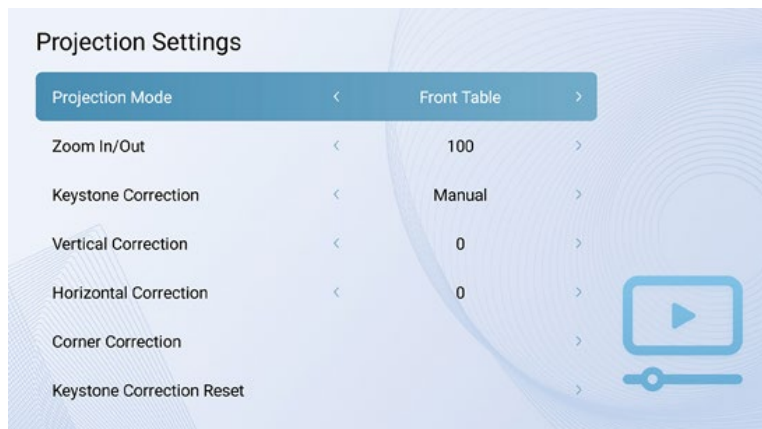 Projection Settings
Projection Mode < Front Table >
Zoom In/Out < 100 >
Keystone Correction < Manual >
Vertical Correction < 0 >
Horizontal Correction < 0 >
Corner Correction >
Keystone Correction Reset >